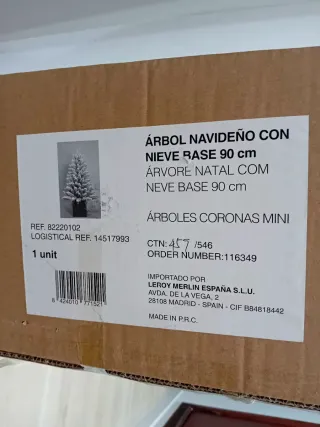 ÁRBOL NAVIDEÑO CON
NIEVE BASE 90 cm
ÁRVORE NATAL COM
NEVE BASE 90 cm
ÁRBOLES CORONAS MINI
REF. 82220102
LOGISTICAL REF. 14517993
1 unit
CTN: 457 /546
ORDER NUMBER:116349
IMPORTADO POR
LEROY MERLIN ESPAÑA S.L.U.
AVDA. DE LA VEGA, 2
28108 MADRID - SPAIN - CIF B84818442
MADE IN P.R.C.